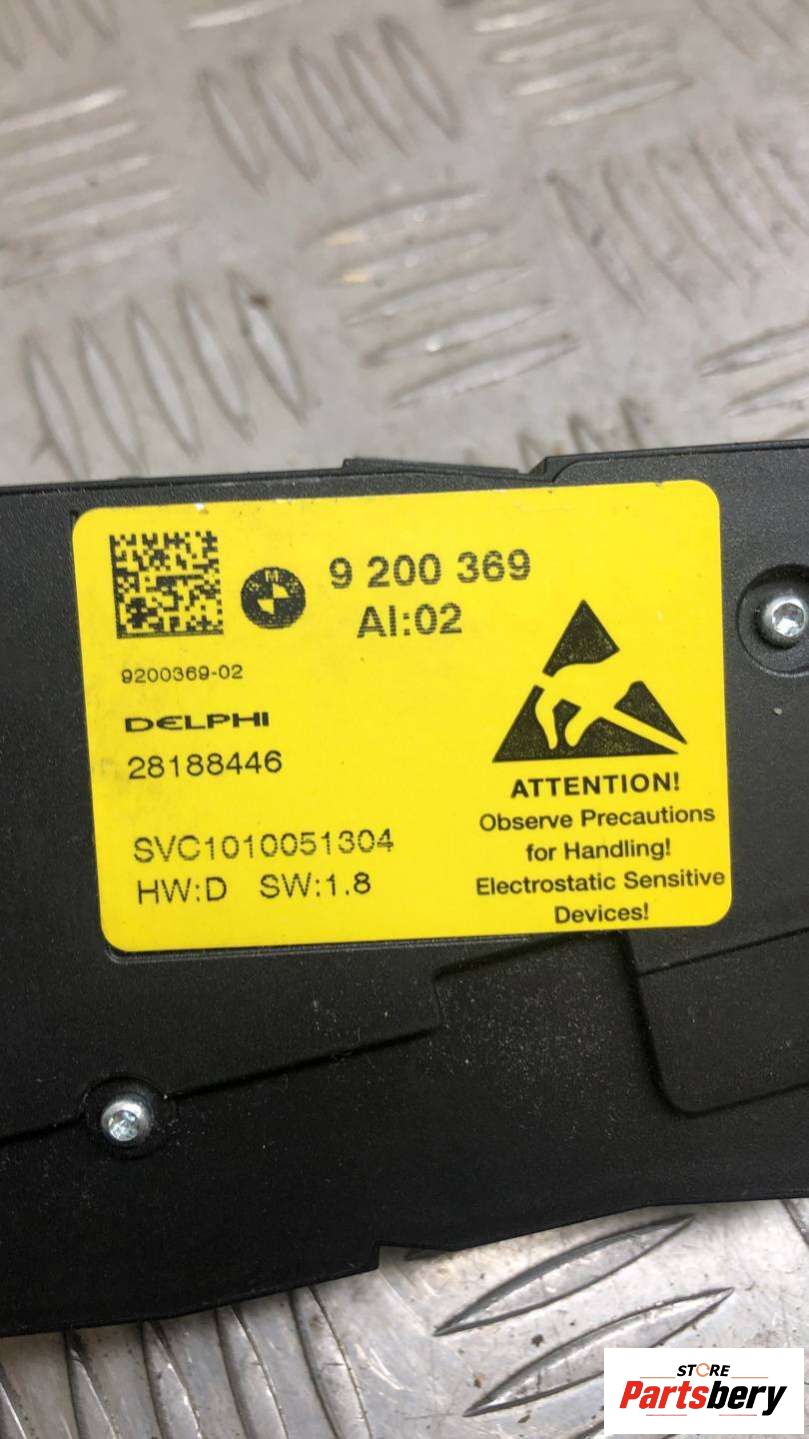 9 200 369
AI:02
9200369-02
DELPHI
28188446
SVC1010051304
HW:D SW:1.8
ATTENTION!
Observe Precautions
for Handling!
Electrostatic Sensitive
Devices!
STORE
Partsbery